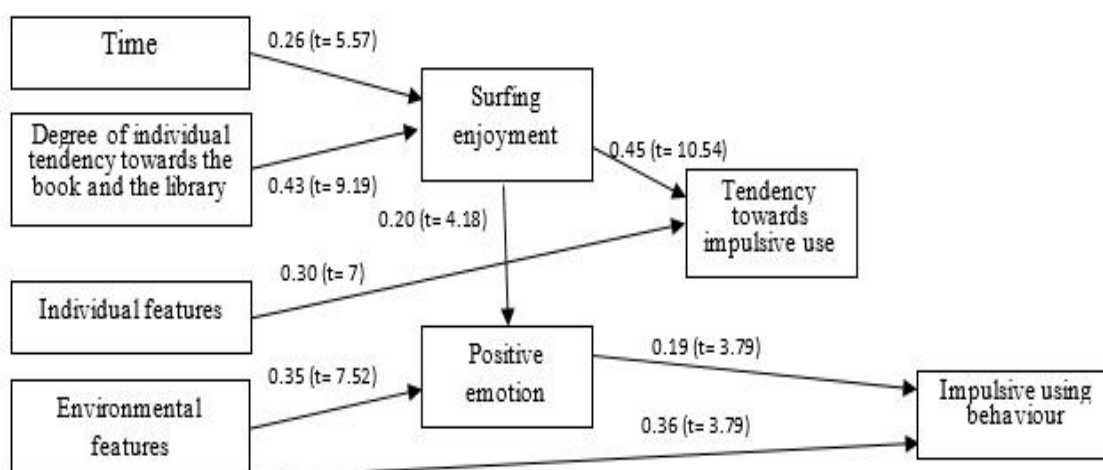 Time
0.26 (t= 5.57)
Degree of individual
tendency towards the
book and the library
0.43 (t= 9.19)
Surfing
enjoyment
0.45 (t= 10.54)
Tendency
towards
impulsive use
0.20 (t= 4.18)
0.30 (t= 7)
Individual features
Positive
emotion
0.19 (t= 3.79)
0.35 (t= 7.52)
Environmental
features
0.36 (t= 3.79)
Impulsive using
behaviour